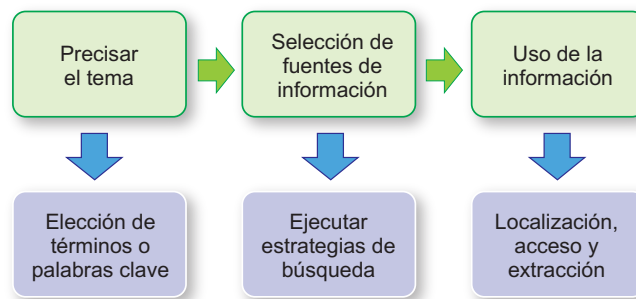 Precisar
el tema
Selección de
fuentes de
información
Uso de la
información
Elección de
términos o
palabras clave
Ejecutar
estrategias de
búsqueda
Localización,
acceso y
extracción